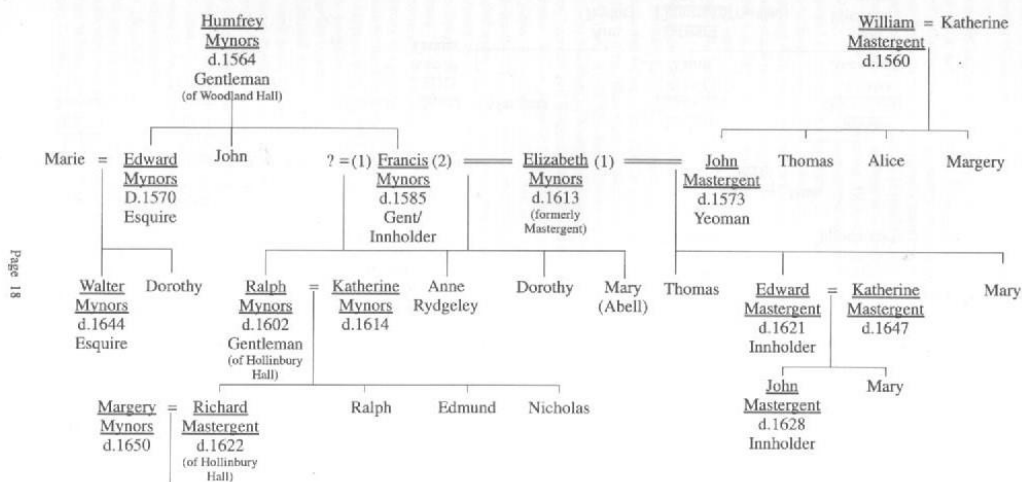 Humfrey
Mynors
d.1564
Gentleman
(of Woodland Hall)
William = Katherine
Mastergent
d.1560
Marie = Edward
Mynors
D.1570
Esquire
John
? = (1) Francis (2)
Mynors
d.1585
Gent/
Innholder
Elizabeth (1)
Mynors
d.1613
(formerly
Mastergent)
John
Mastergent
d.1573
Yeoman
Thomas
Alice
Margery
Page 18
Walter
Mynors
d.1644
Esquire
Dorothy
Ralph =
Mynors
d.1602
Gentleman
(of Hollinbury
Hall)
Katherine
Mynors
d.1614
Anne
Rydgeley
Dorothy
Mary
(Abell)
Thomas
Edward =
Mastergent
d.1621
Innholder
Katherine
Mastergent
d.1647
Mary
Margery =
Mynors
d.1650
Richard
Mastergent
d.1622
(of Hollinbury
Hall)
Ralph
Edmund
Nicholas
John
Mastergent
d.1628
Innholder
Mary